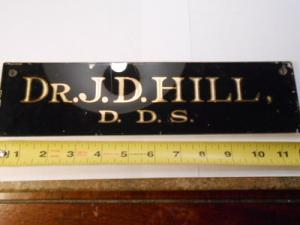 DR. J. D. HILL,
D. D. S.
1 2 3 4 5 6 7 8 9 10 11